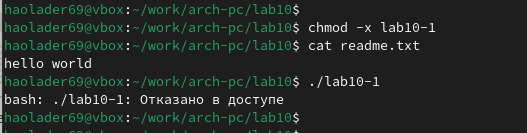 haolader69@vbox:~/work/arch-pc/lab10$
haolader69@vbox:~/work/arch-pc/lab10$ chmod -x lab10-1
haolader69@vbox:~/work/arch-pc/lab10$ cat readme.txt
hello world
haolader69@vbox:~/work/arch-pc/lab10$ ./lab10-1
bash: ./lab10-1: Отказано в доступе
haolader69@vbox:~/work/arch-pc/lab10$